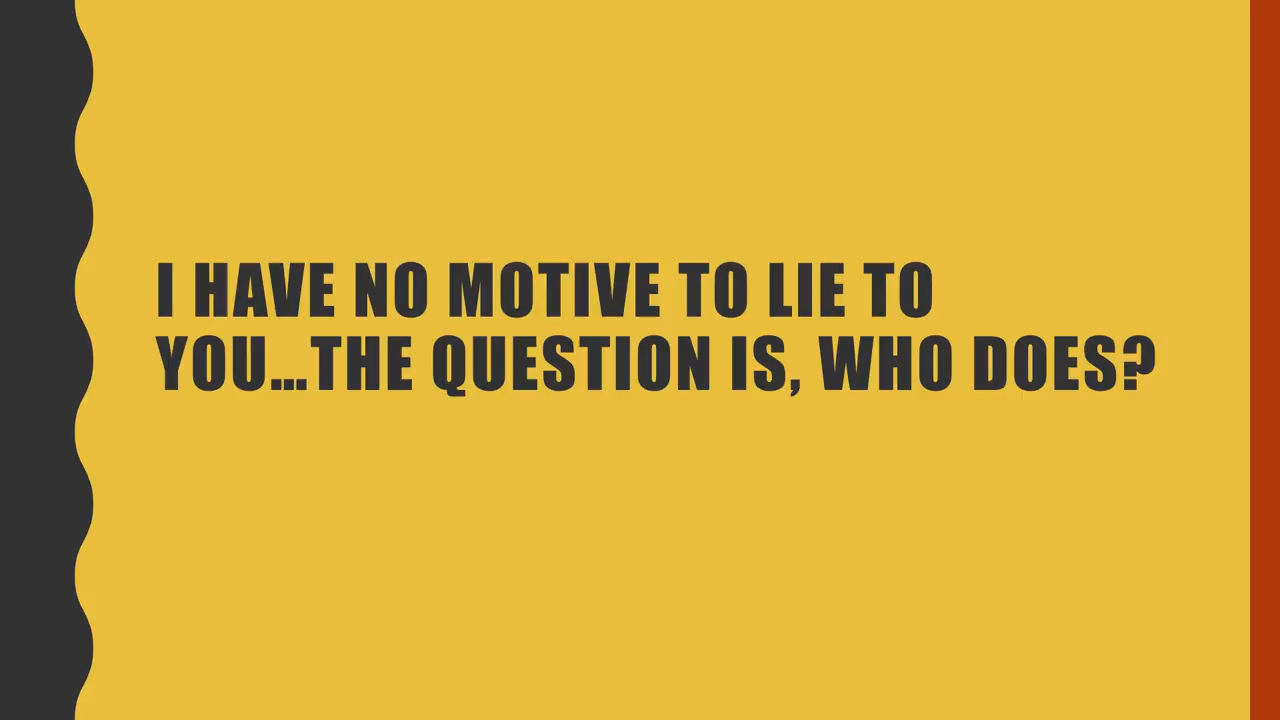 I HAVE NO MOTIVE TO LIE TO
YOU...THE QUESTION IS, WHO DOES?